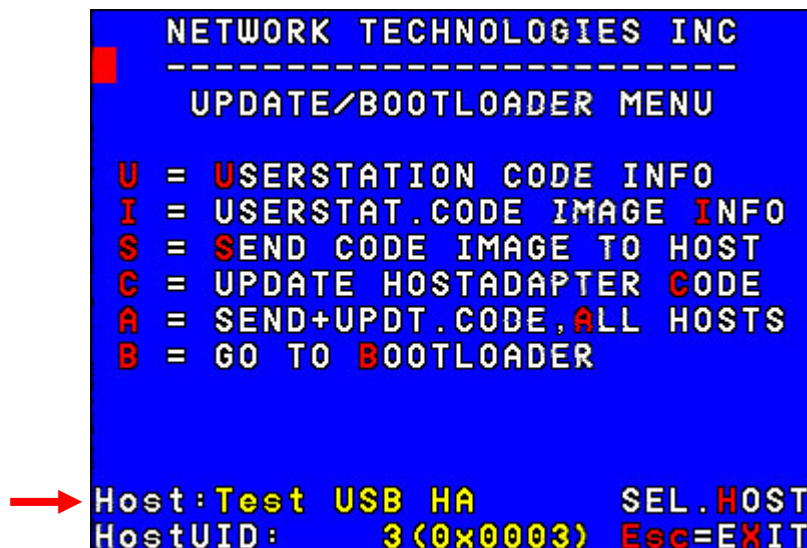 NETWORK TECHNOLOGIES INC
------------------------
UPDATE/BOOTLOADER MENU
U = USERSTATION CODE INFO
I = USERSTAT.CODE IMAGE INFO
S = SEND CODE IMAGE TO HOST
C = UPDATE HOSTADAPTER CODE
A = SEND+UPDT.CODE,ALL HOSTS
B = GO TO BOOTLOADER
Host:Test USB HA SEL.HOST
HostUID: 3(0x0003) Esc=EXIT